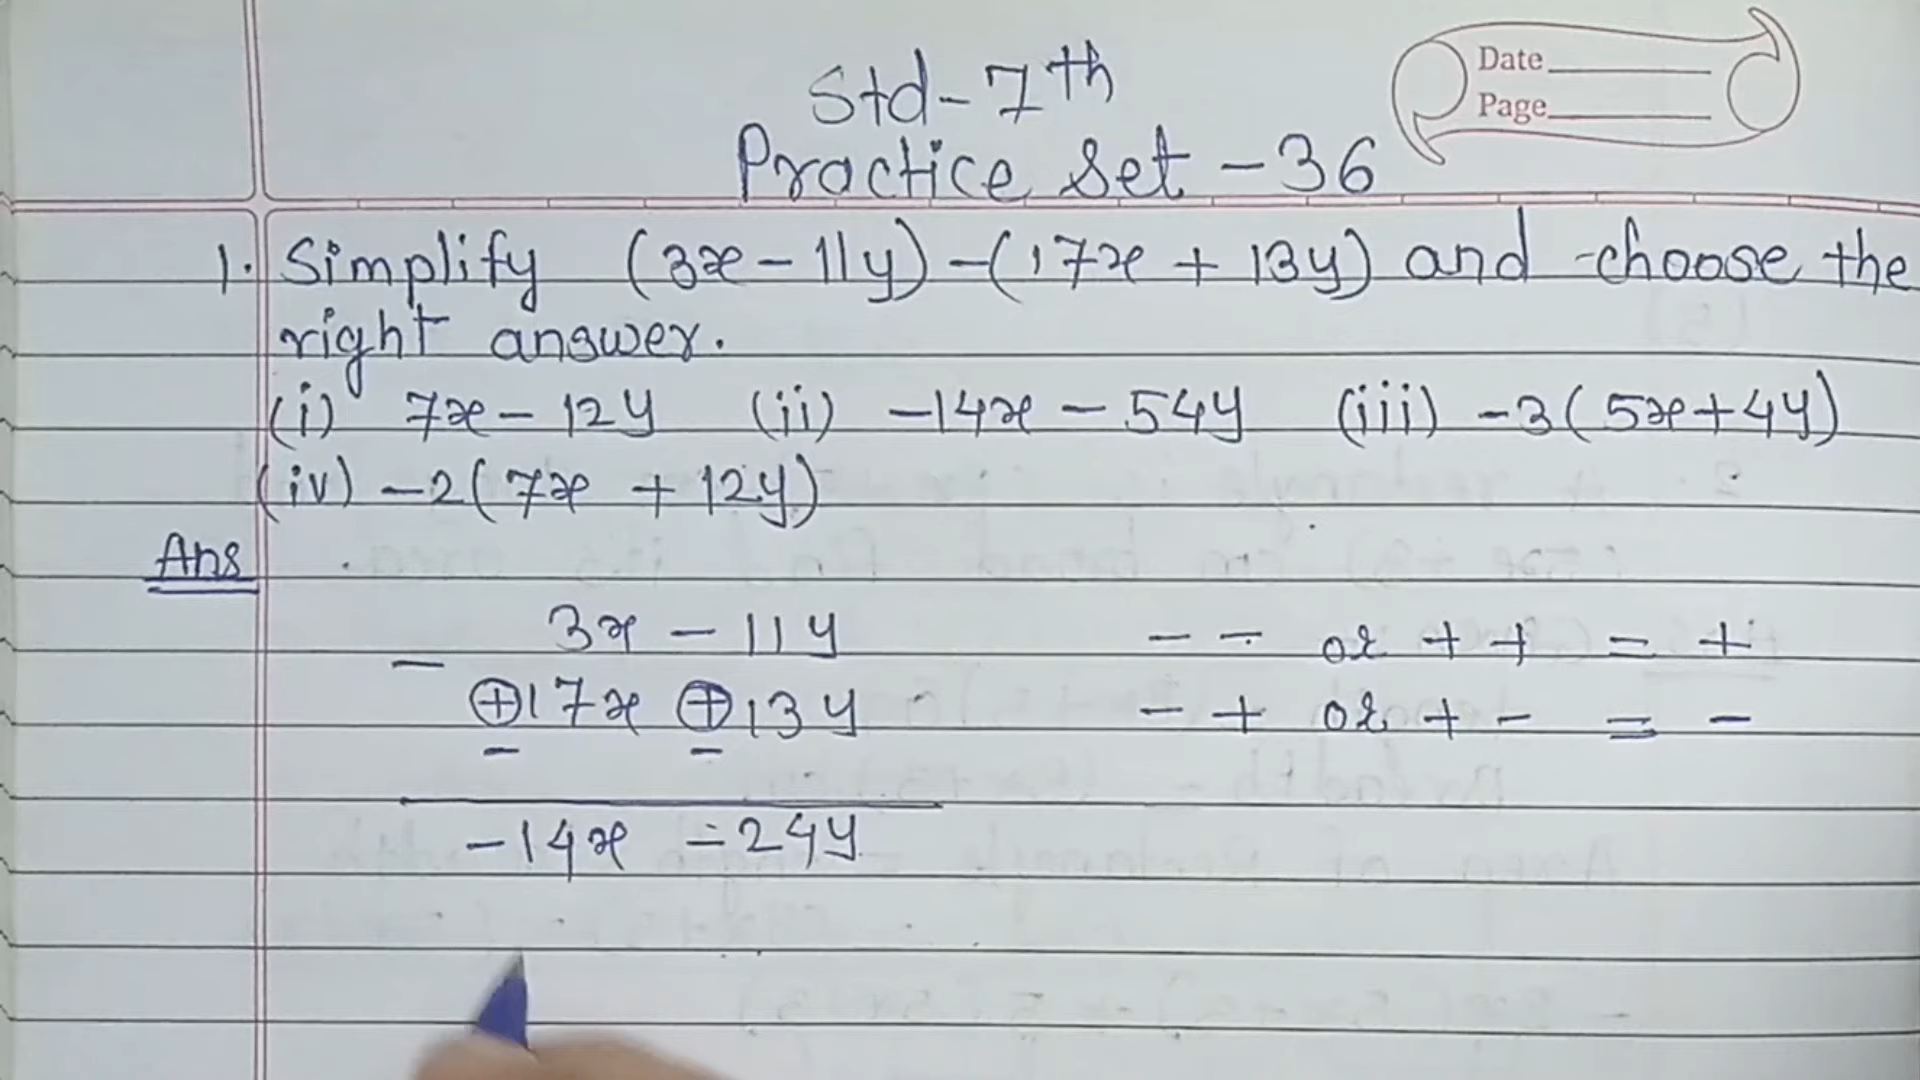 Date
Page
Std - 7th
Practice Set - 36
1. Simplify (3x - 11y) - (17x + 13y) and choose the
right answer.
(i) 7x - 12y (ii) -14x - 54y (iii) -3(5x+4y)
(iv) -2(7x + 12y)
Ans
3x - 11y
-
⊕17x ⊕13y
- -
-14x -24y
- - or + + = +
- + or + - = -